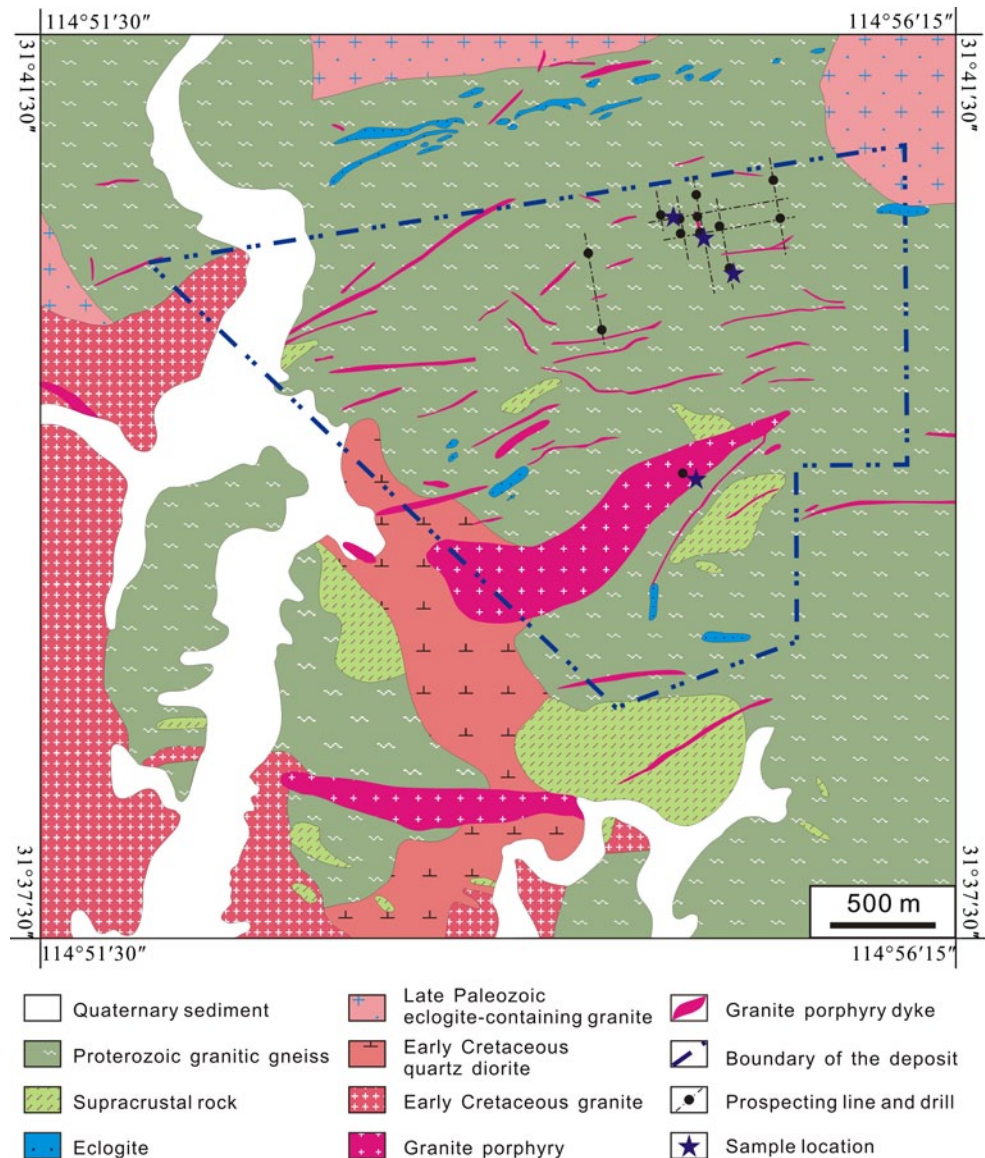 114°51′30″
114°56′15″
31°41′30″
31°41′30″
31°37′30″
31°37′30″
500 m
114°51′30″
114°56′15″
Quaternary sediment
Proterozoic granitic gneiss
Supracrustal rock
Eclogite
Late Paleozoic
eclogite-containing granite
Early Cretaceous
quartz diorite
Early Cretaceous granite
Granite porphyry
Granite porphyry dyke
Boundary of the deposit
Prospecting line and drill
Sample location